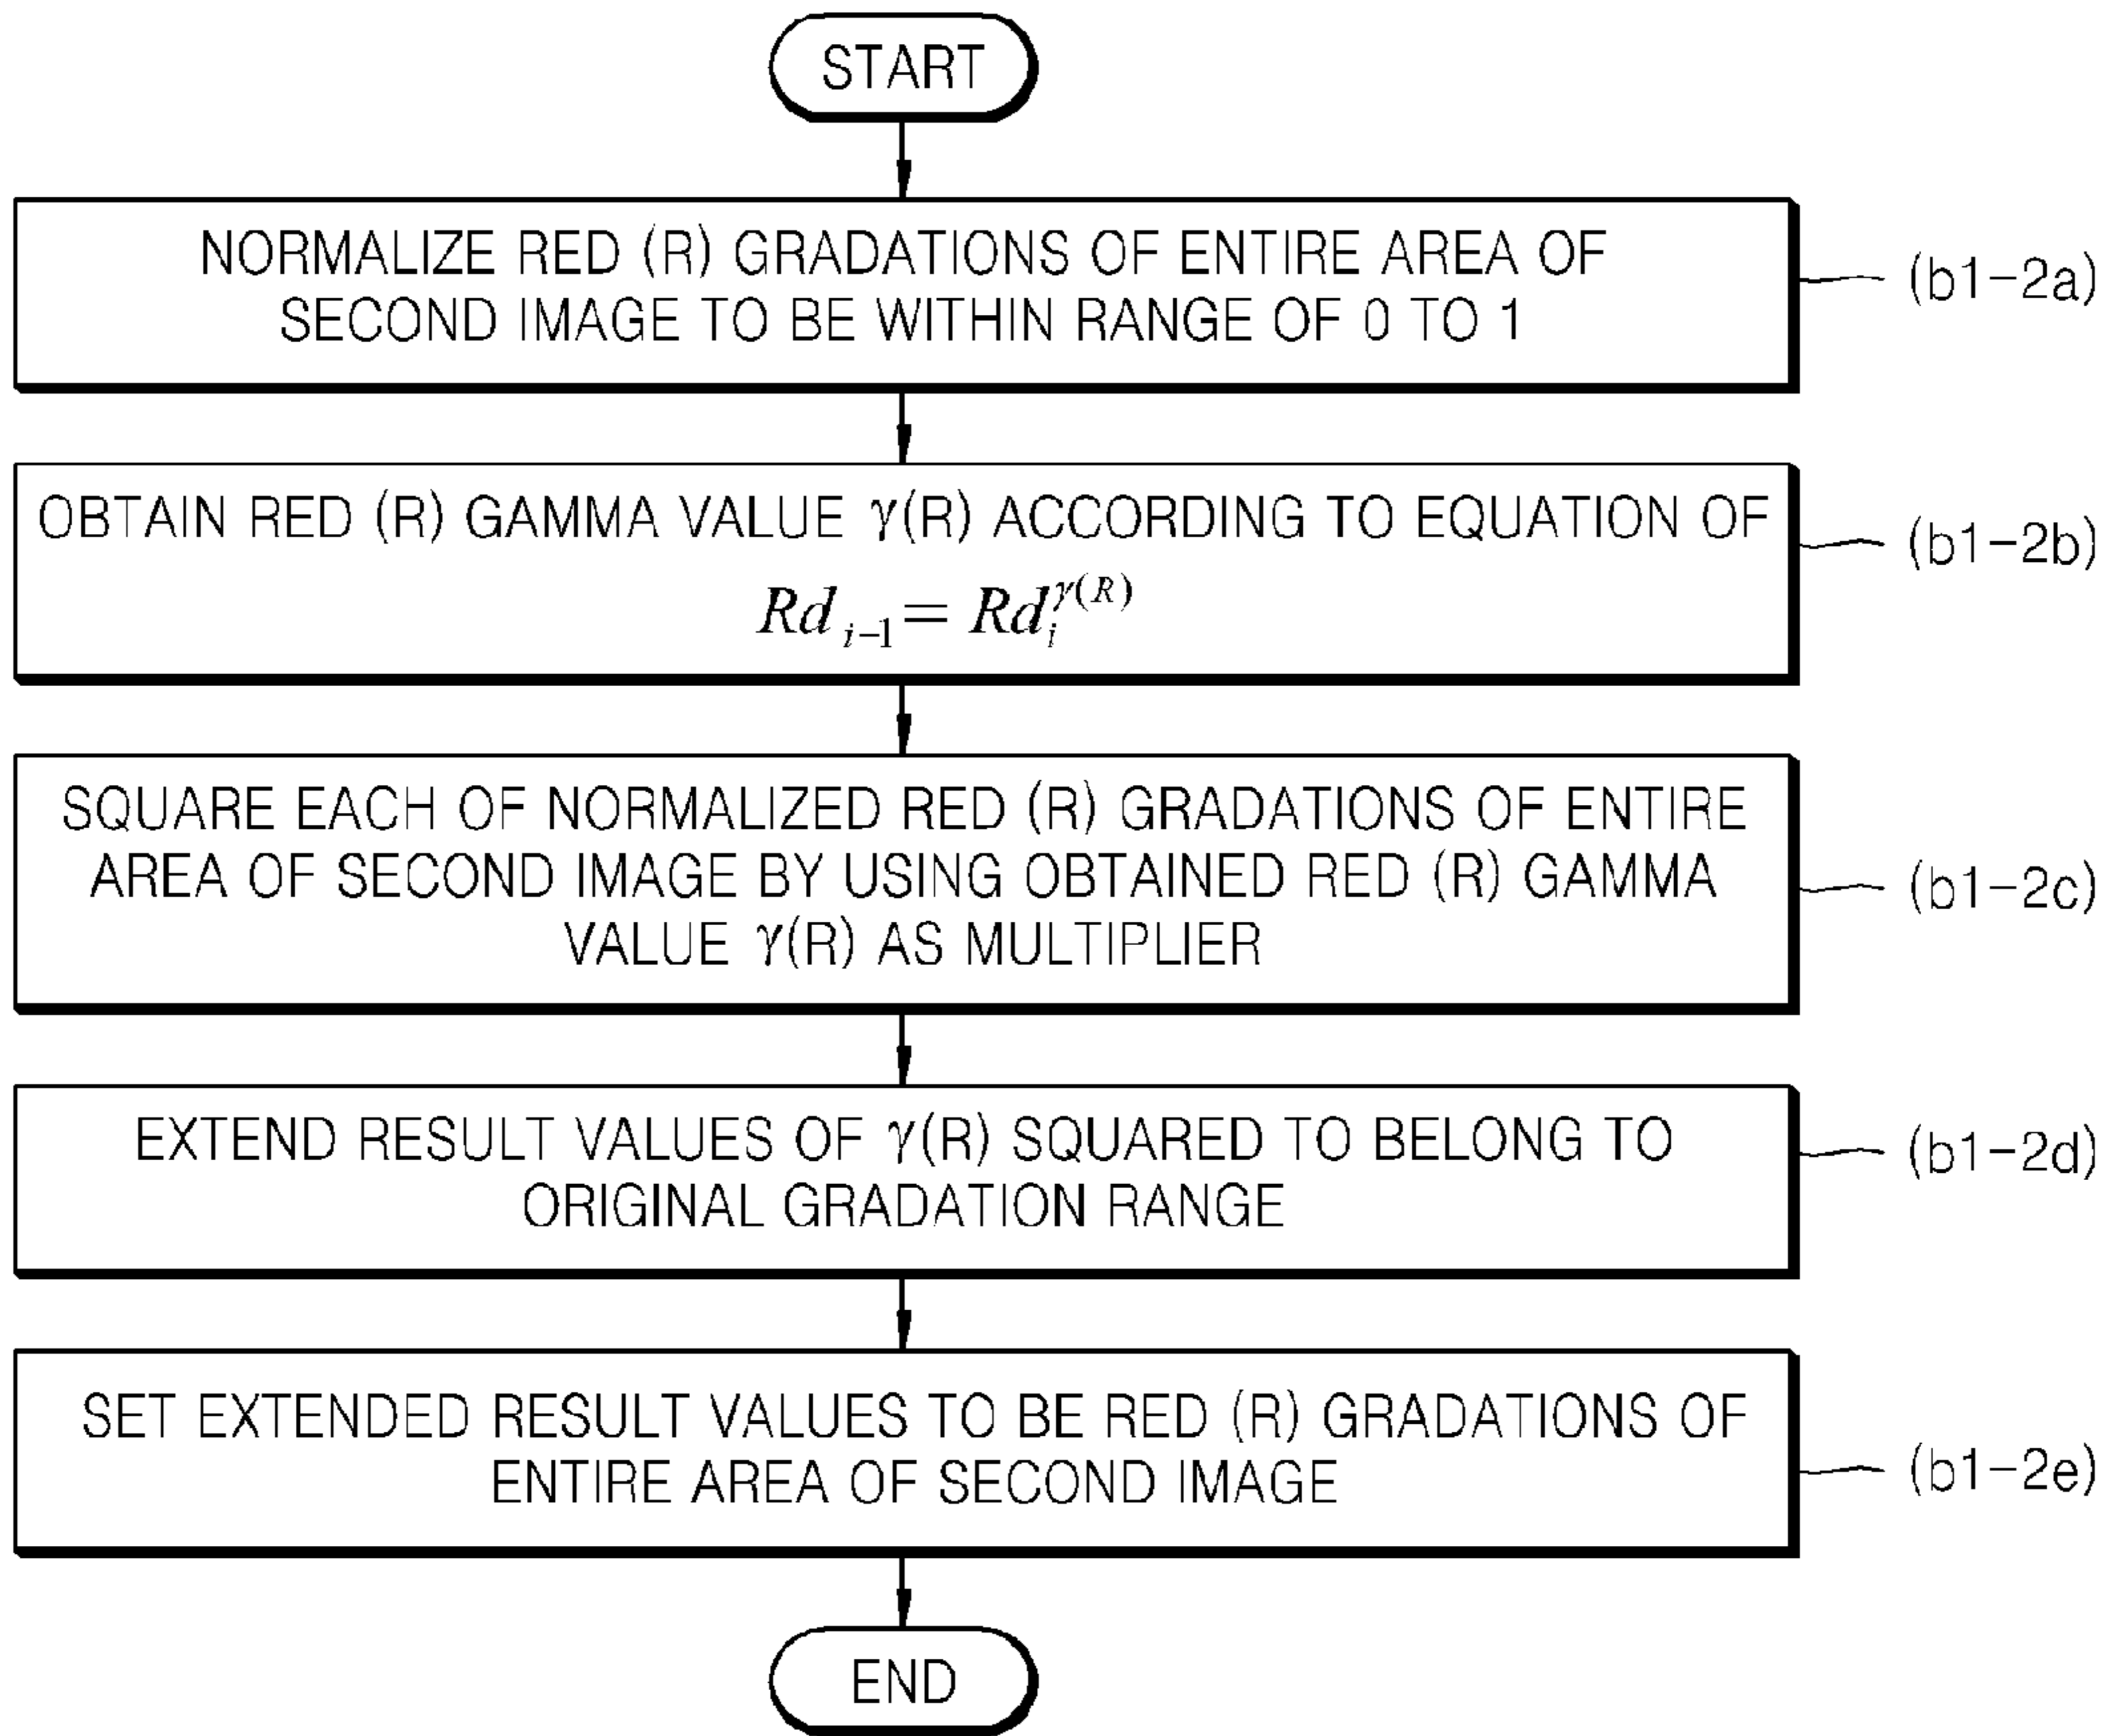 START
NORMALIZE RED (R) GRADATIONS OF ENTIRE AREA OF
SECOND IMAGE TO BE WITHIN RANGE OF 0 TO 1
(b1-2a)
OBTAIN RED (R) GAMMA VALUE γ(R) ACCORDING TO EQUATION OF
Rd_{i-1} = Rd_i^{γ(R)}
(b1-2b)
SQUARE EACH OF NORMALIZED RED (R) GRADATIONS OF ENTIRE
AREA OF SECOND IMAGE BY USING OBTAINED RED (R) GAMMA
VALUE γ(R) AS MULTIPLIER
(b1-2c)
EXTEND RESULT VALUES OF γ(R) SQUARED TO BELONG TO
ORIGINAL GRADATION RANGE
(b1-2d)
SET EXTENDED RESULT VALUES TO BE RED (R) GRADATIONS OF
ENTIRE AREA OF SECOND IMAGE
(b1-2e)
END